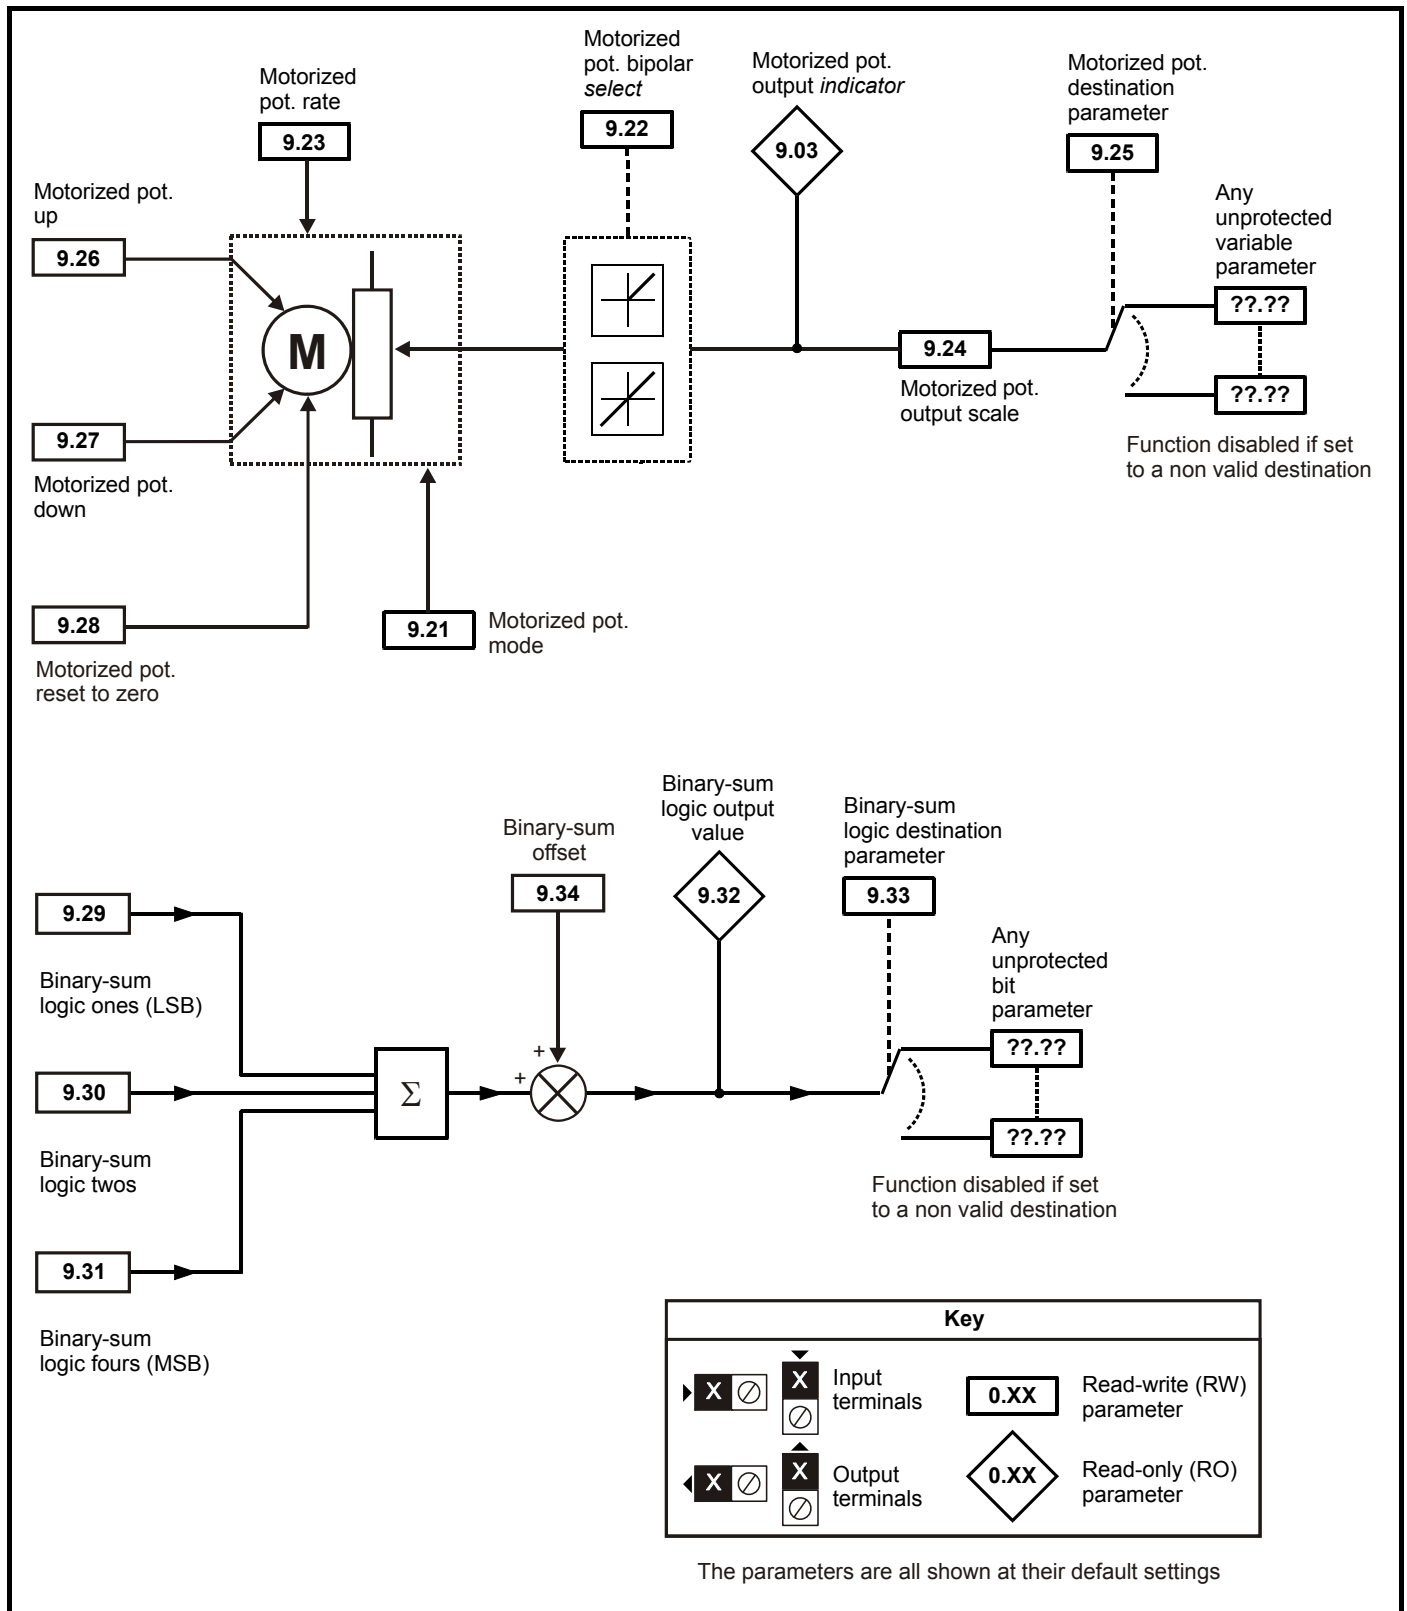 Motorized
pot. rate
9.23
Motorized
pot. bipolar
select
9.22
Motorized pot.
output indicator
9.03
Motorized pot.
destination
parameter
9.25
Any
unprotected
variable
parameter
??.??
??.??
Motorized pot.
up
9.26
M
9.24
Motorized pot.
output scale
Function disabled if set
to a non valid destination
9.27
Motorized pot.
down
9.28
Motorized pot.
reset to zero
9.21
Motorized pot.
mode
Binary-sum
offset
9.34
Binary-sum
logic output
value
9.32
Binary-sum
logic destination
parameter
9.33
Any
unprotected
bit
parameter
??.??
??.??
9.29
Binary-sum
logic ones (LSB)
9.30
Binary-sum
logic twos
9.31
Binary-sum
logic fours (MSB)
Σ
+
+
Function disabled if set
to a non valid destination
Key
X
X
Input
terminals
0.XX
Read-write (RW)
parameter
X
X
Output
terminals
0.XX
Read-only (RO)
parameter
The parameters are all shown at their default settings